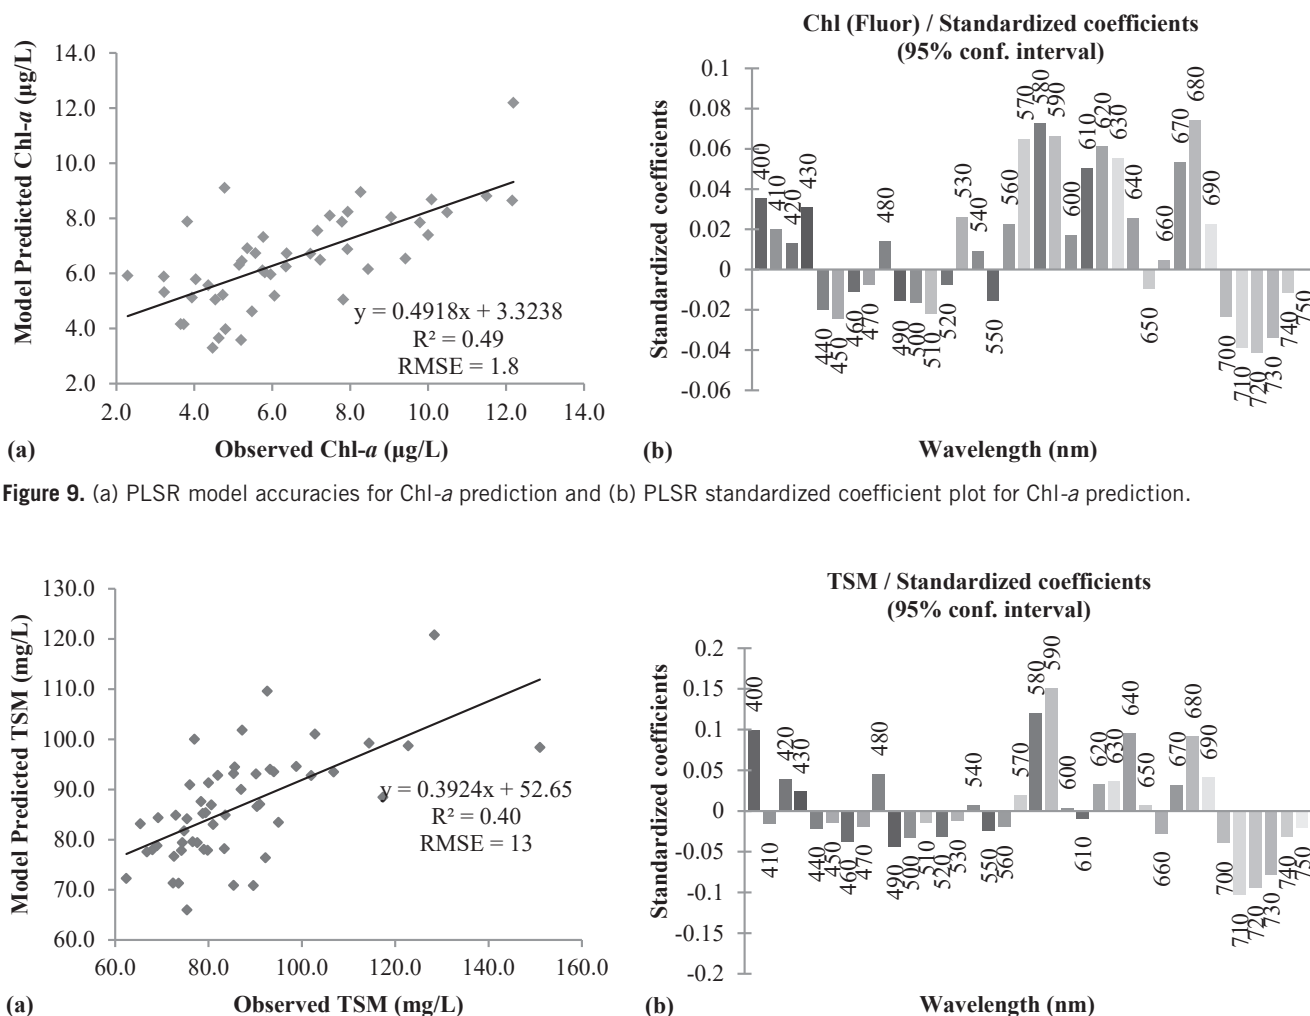 14.0
12.0
10.0
8.0
6.0
4.0
2.0
Model Predicted Chl-a (µg/L)
y = 0.4918x + 3.3238
R² = 0.49
RMSE = 1.8
2.0 4.0 6.0 8.0 10.0 12.0 14.0
(a) Observed Chl-a (µg/L)
Chl (Fluor) / Standardized coefficients
(95% conf. interval)
0.1
0.08
0.06
0.04
0.02
0
-0.02
-0.04
-0.06
Standardized coefficients
400 410 420 430 440 450 460 470 480 490 500 510 520 530 540 550 560 570 580 590 600 610 620 630 640 650 660 670 680 690 700 710 720 730 740 750
(b) Wavelength (nm)
Figure 9. (a) PLSR model accuracies for Chl-a prediction and (b) PLSR standardized coefficient plot for Chl-a prediction.
130.0
120.0
110.0
100.0
90.0
80.0
70.0
60.0
Model Predicted TSM (mg/L)
y = 0.3924x + 52.65
R² = 0.40
RMSE = 13
60.0 80.0 100.0 120.0 140.0 160.0
(a) Observed TSM (mg/L)
TSM / Standardized coefficients
(95% conf. interval)
0.2
0.15
0.1
0.05
0
-0.05
-0.1
-0.15
-0.2
Standardized coefficients
400 410 420 430 440 450 460 470 480 490 500 510 520 530 540 550 560 570 580 590 600 610 620 630 640 650 660 670 680 690 700 710 720 730 740 750
(b) Wavelength (nm)